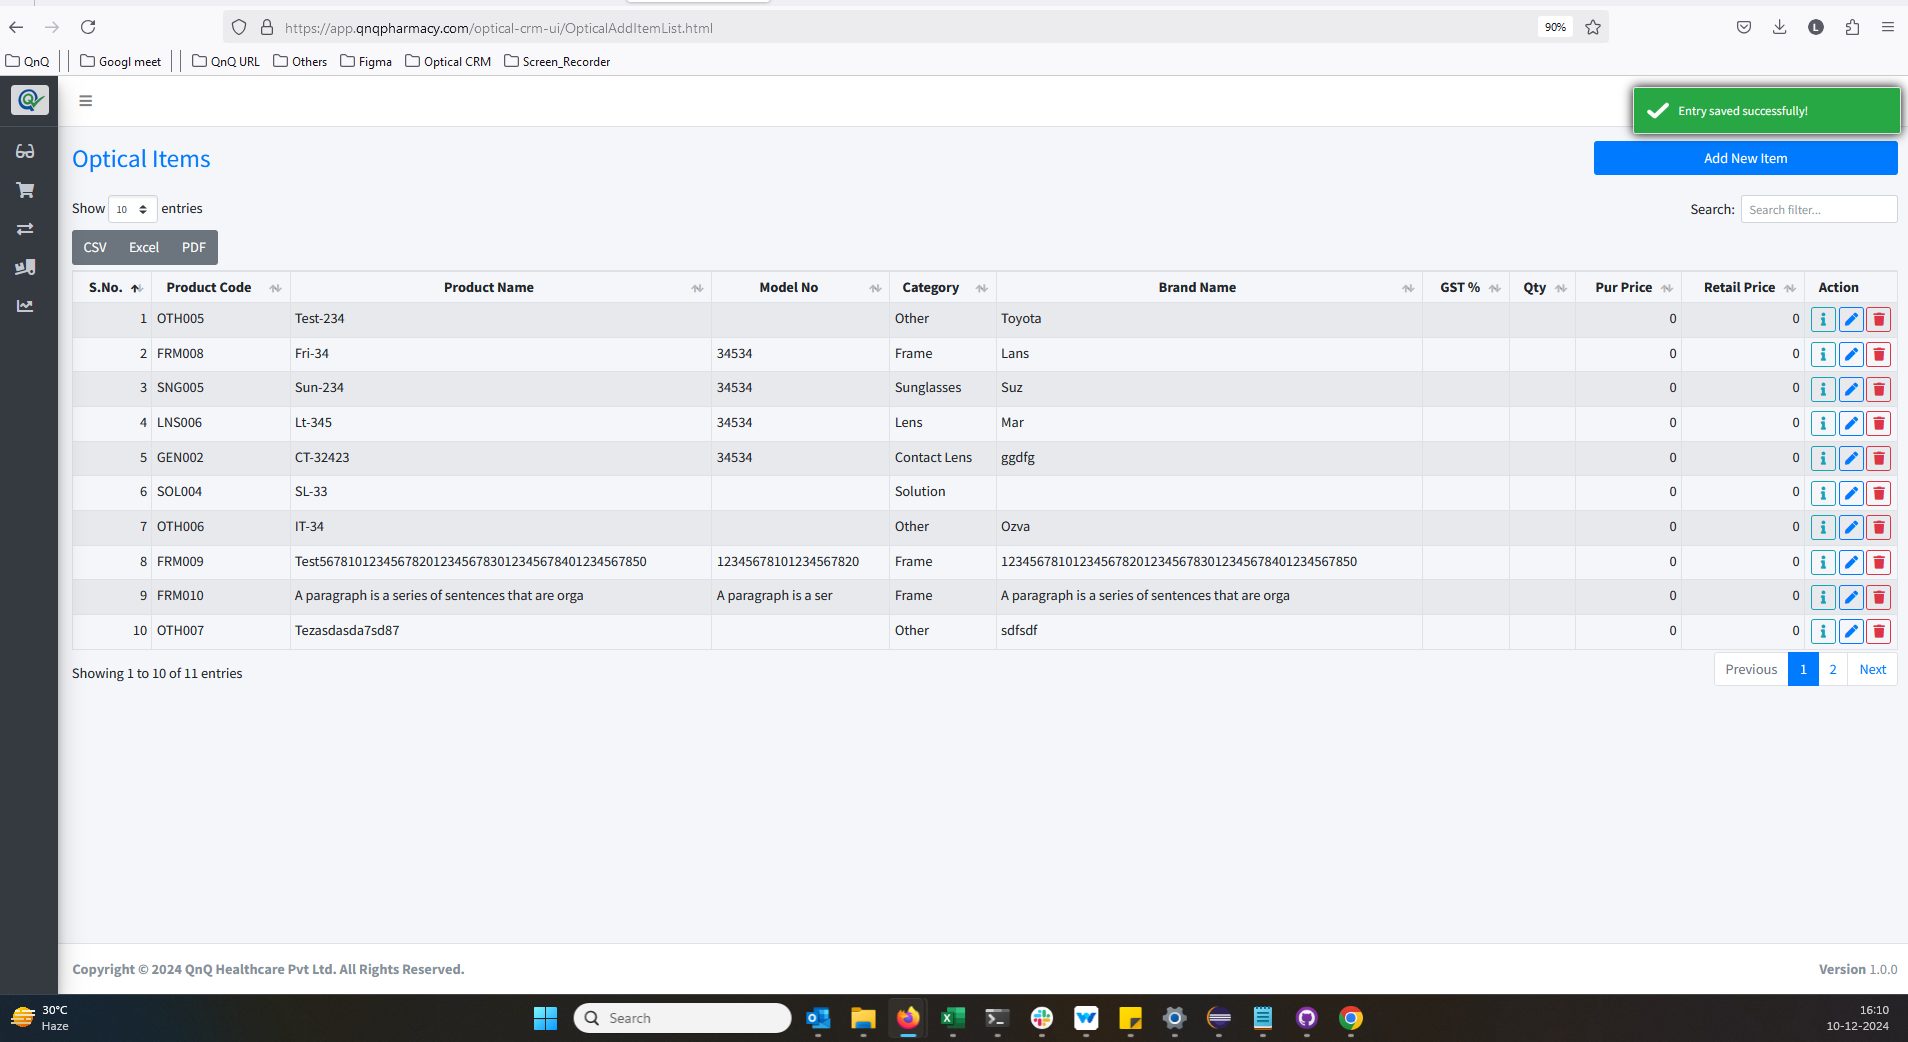 https://app.qnqpharmacy.com/optical-crm-ui/OpticalAddItemList.html
90%
L
QnQ
Googl meet
QnQ URL
Others
Figma
Optical CRM
Screen_Recorder
Entry saved successfully!
Optical Items
Add New Item
Show 10 entries
Search: Search filter...
CSV Excel PDF
S.No. Product Code Product Name Model No Category Brand Name GST % Qty Pur Price Retail Price Action
1 OTH005 Test-234 Other Toyota 0 0
2 FRM008 Fri-34 34534 Frame Lans 0 0
3 SNG005 Sun-234 34534 Sunglasses Suz 0 0
4 LNS006 Lt-345 34534 Lens Mar 0 0
5 GEN002 CT-32423 34534 Contact Lens ggdfg 0 0
6 SOL004 SL-33 Solution 0 0
7 OTH006 IT-34 Other Ozva 0 0
8 FRM009 Test5678101234567820123456783012345678401234567850 12345678101234567820 Frame 12345678101234567820123456783012345678401234567850 0 0
9 FRM010 A paragraph is a series of sentences that are orga A paragraph is a ser Frame A paragraph is a series of sentences that are orga 0 0
10 OTH007 Tezasdasda7sd87 Other sdfsdf 0 0
Showing 1 to 10 of 11 entries
Previous 1 2 Next
Copyright © 2024 QnQ Healthcare Pvt Ltd. All Rights Reserved.
Version 1.0.0
30°C
Haze
Search
16:10
10-12-2024